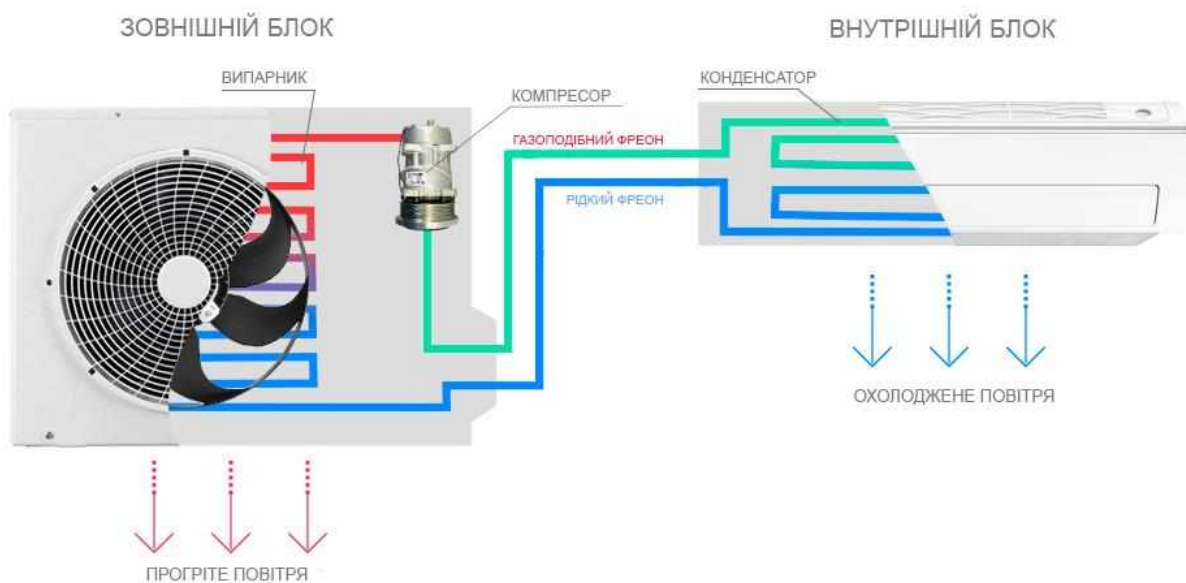 ЗОВНІШНІЙ БЛОК
ВНУТРІШНІЙ БЛОК
ВИПАРНИК
КОМПРЕСОР
КОНДЕНСАТОР
ГАЗОПОДІБНИЙ ФРЕОН
РІДКИЙ ФРЕОН
ОХОЛОДЖЕНЕ ПОВІТРЯ
ПРОГРІТЕ ПОВІТРЯ